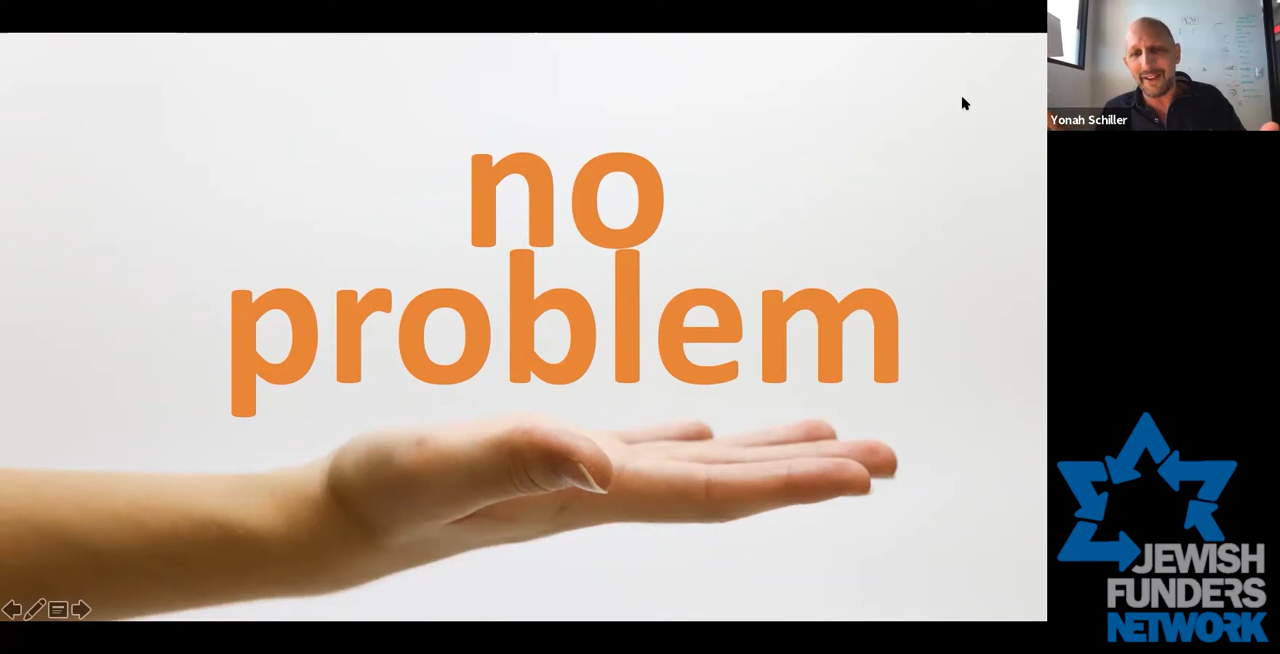 no
problem
Yonah Schiller
JEWISH
FUNDERS
NETWORK